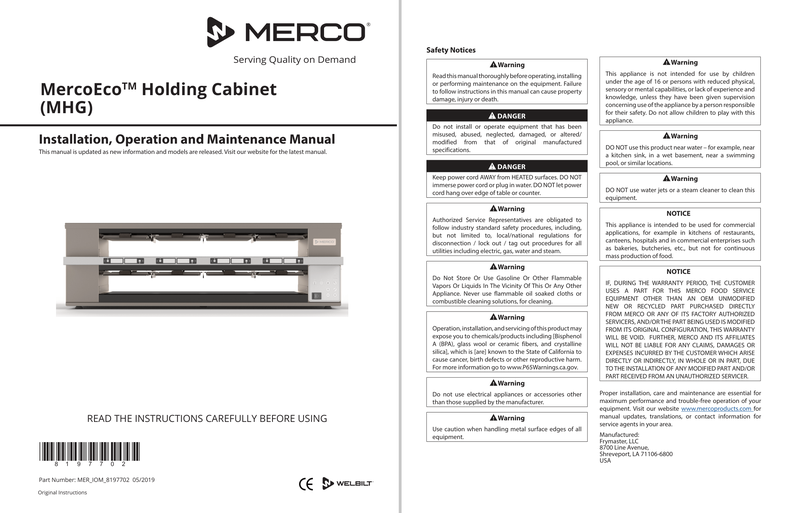 MERCO®
Serving Quality on Demand
MercoEco™ Holding Cabinet
(MHG)
Installation, Operation and Maintenance Manual
This manual is updated as new information and models are released. Visit our website for the latest manual.
MERCO
READ THE INSTRUCTIONS CAREFULLY BEFORE USING
8 1 9 7 7 0 2
Part Number: MER_IOM_8197702 05/2019
Original Instructions
CE WELBILT
Safety Notices
Warning
Read this manual thoroughly before operating, installing
or performing maintenance on the equipment. Failure
to follow instructions in this manual can cause property
damage, injury or death.
DANGER
Do not install or operate equipment that has been
misused, abused, neglected, damaged, or altered/
modified from that of original manufactured
specifications.
DANGER
Keep power cord AWAY from HEATED surfaces. DO NOT
immerse power cord or plug in water. DO NOT let power
cord hang over edge of table or counter.
Warning
Authorized Service Representatives are obligated to
follow industry standard safety procedures, including,
but not limited to, local/national regulations for
disconnection / lock out / tag out procedures for all
utilities including electric, gas, water and steam.
Warning
Do Not Store Or Use Gasoline Or Other Flammable
Vapors Or Liquids In The Vicinity Of This Or Any Other
Appliance. Never use flammable oil soaked cloths or
combustible cleaning solutions, for cleaning.
Warning
Operation, installation, and servicing of this product may
expose you to chemicals/products including [Bisphenol
A (BPA), glass wool or ceramic fibers, and crystalline
silica], which is [are] known to the State of California to
cause cancer, birth defects or other reproductive harm.
For more information go to www.P65Warnings.ca.gov.
Warning
Do not use electrical appliances or accessories other
than those supplied by the manufacturer.
Warning
Use caution when handling metal surface edges of all
equipment.
Warning
This appliance is not intended for use by children
under the age of 16 or persons with reduced physical,
sensory or mental capabilities, or lack of experience and
knowledge, unless they have been given supervision
concerning use of the appliance by a person responsible
for their safety. Do not allow children to play with this
appliance.
Warning
DO NOT use this product near water – for example, near
a kitchen sink, in a wet basement, near a swimming
pool, or similar locations.
Warning
DO NOT use water jets or a steam cleaner to clean this
equipment.
NOTICE
This appliance is intended to be used for commercial
applications, for example in kitchens of restaurants,
canteens, hospitals and in commercial enterprises such
as bakeries, butcheries, etc., but not for continuous
mass production of food.
NOTICE
IF, DURING THE WARRANTY PERIOD, THE CUSTOMER
USES A PART FOR THIS MERCO FOOD SERVICE
EQUIPMENT OTHER THAN AN OEM UNMODIFIED
NEW OR RECYCLED PART PURCHASED DIRECTLY
FROM MERCO OR ANY OF ITS FACTORY AUTHORIZED
SERVICERS, AND/OR THE PART BEING USED IS MODIFIED
FROM ITS ORIGINAL CONFIGURATION, THIS WARRANTY
WILL BE VOID. FURTHER, MERCO AND ITS AFFILIATES
WILL NOT BE LIABLE FOR ANY CLAIMS, DAMAGES OR
EXPENSES INCURRED BY THE CUSTOMER WHICH ARISE
DIRECTLY OR INDIRECTLY, IN WHOLE OR IN PART, DUE
TO THE INSTALLATION OF ANY MODIFIED PART AND/OR
PART RECEIVED FROM AN UNAUTHORIZED SERVICER.
Proper installation, care and maintenance are essential for
maximum performance and trouble-free operation of your
equipment. Visit our website www.mercoproducts.com for
manual updates, translations, or contact information for
service agents in your area.
Manufactured:
Frymaster, LLC
8700 Line Avenue,
Shreveport, LA 71106-6800
USA